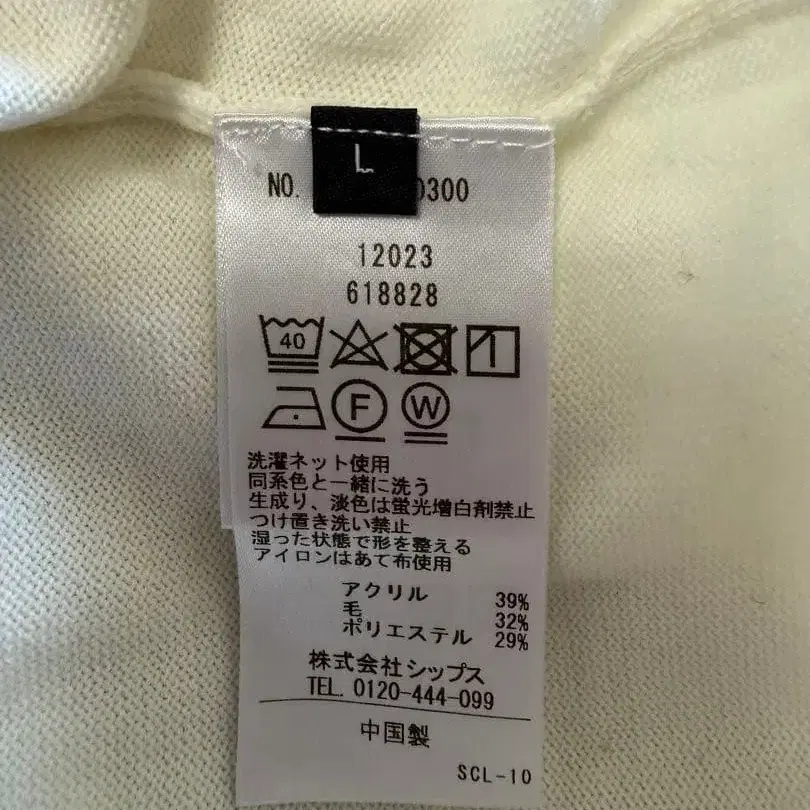 L
NO. 0300
12023
618828
40
F W
洗濯ネット使用
同系色と一緒に洗う
生成り、淡色は蛍光増白剤禁止
つけ置き洗い禁止
湿った状態で形を整える
アイロンはあて布使用
アクリル 39%
毛 32%
ポリエステル 29%
株式会社シップス
TEL. 0120-444-099
中国製
SCL-10